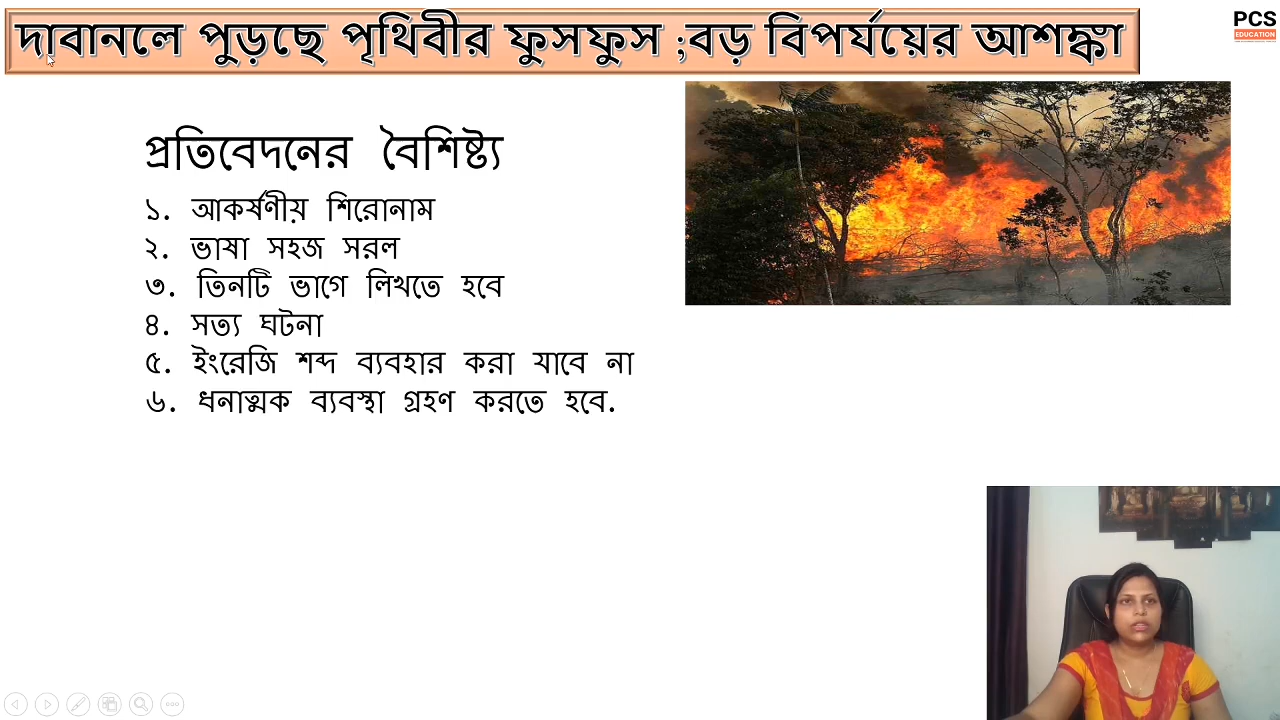 দাবানলে পুড়ছে পৃথিবীর ফুসফুস ;বড় বিপর্যয়ের আশঙ্কা
PCS
EDUCATION
প্রতিবেদনের বৈশিষ্ট্য
১. আকর্ষণীয় শিরোনাম
২. ভাষা সহজ সরল
৩. তিনটি ভাগে লিখতে হবে
৪. সত্য ঘটনা
৫. ইংরেজি শব্দ ব্যবহার করা যাবে না
৬. ধনাত্মক ব্যবস্থা গ্রহণ করতে হবে.